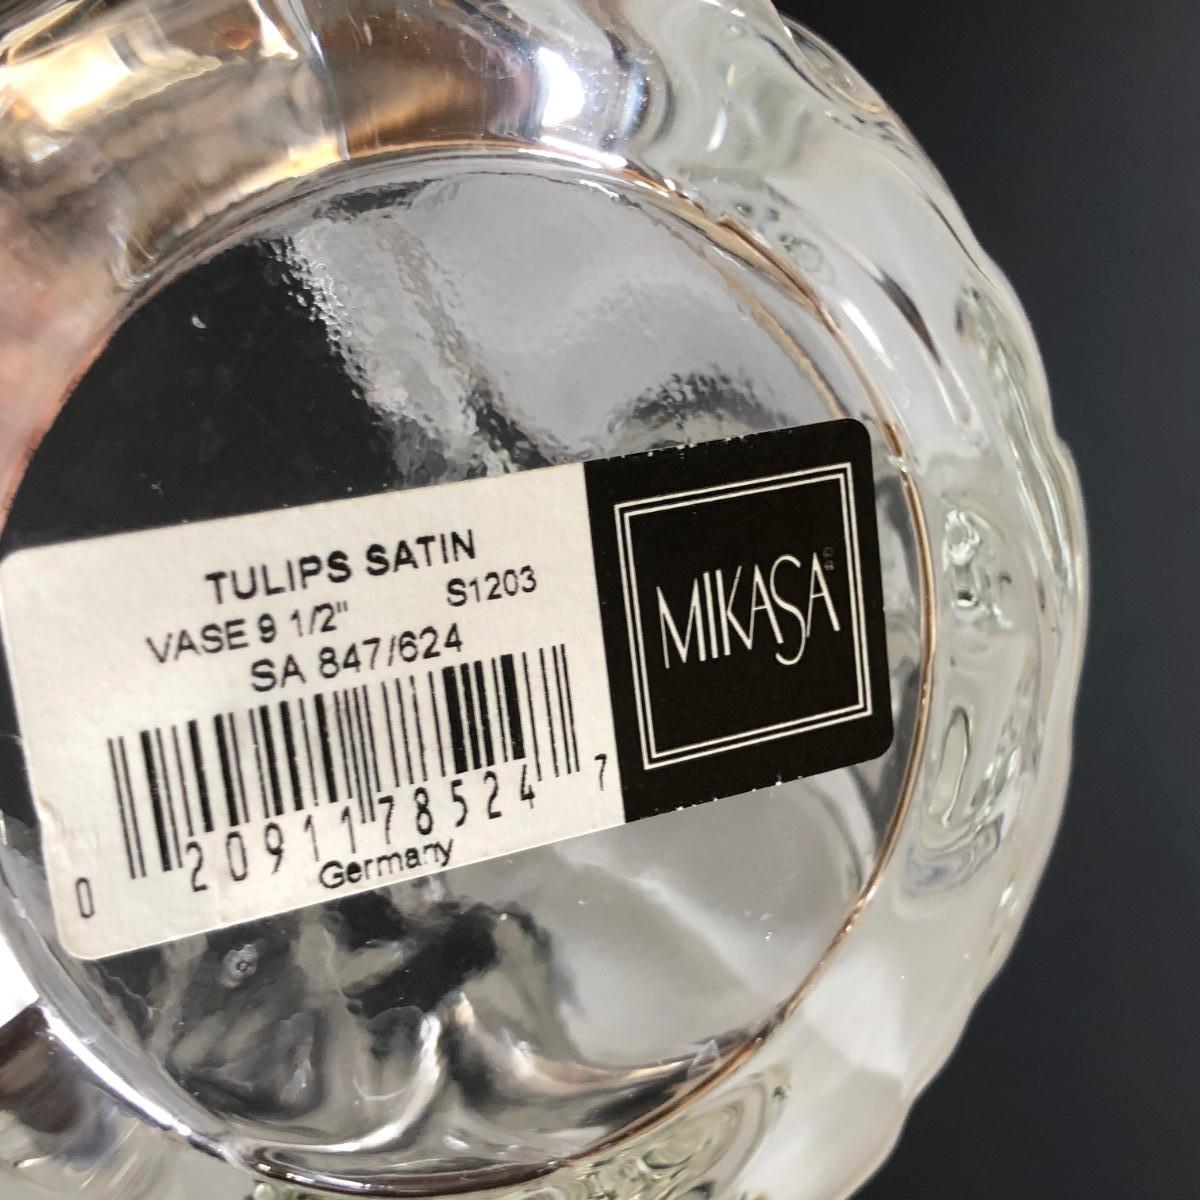 TULIPS SATIN
VASE 9 1/2" S1203
SA 847/624
0 20911 78524 7
Germany
MIKASA